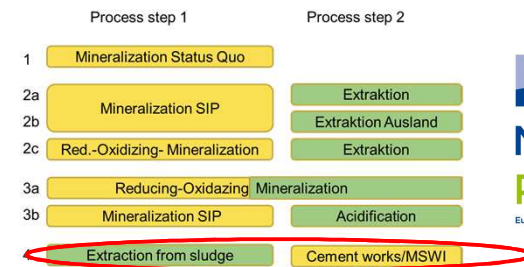 Process step 1 Process step 2
1 Mineralization Status Quo
2a Mineralization SIP Extraktion
2b Extraktion Ausland
2c Red.-Oxidizing- Mineralization Extraktion
3a Reducing-Oxidazing Mineralization
3b Mineralization SIP Acidification
Extraction from sludge Cement works/MSWI